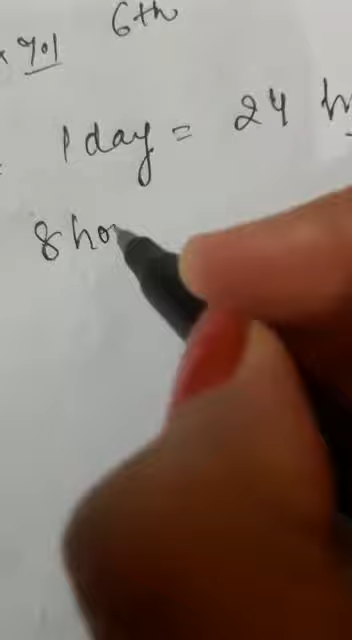 6th
1 day = 24 h
8 ho